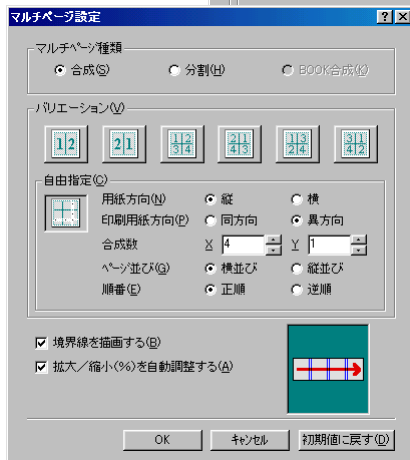 マルチページ設定
マルチページ種類
合成(S) 分割(H) BOOK合成(K)
バリエーション(V)
1 2 2 1 1 2 3 4 2 1 4 3 1 3 2 4 3 1 4 2
自由指定(C)
用紙方向(N) 縦 横
印刷用紙方向(P) 同方向 異方向
合成数 X 4 Y 1
ページ並び(G) 横並び 縦並び
順番(E) 正順 逆順
境界線を描画する(B)
拡大/縮小(%)を自動調整する(A)
OK キャンセル 初期値に戻す(D)